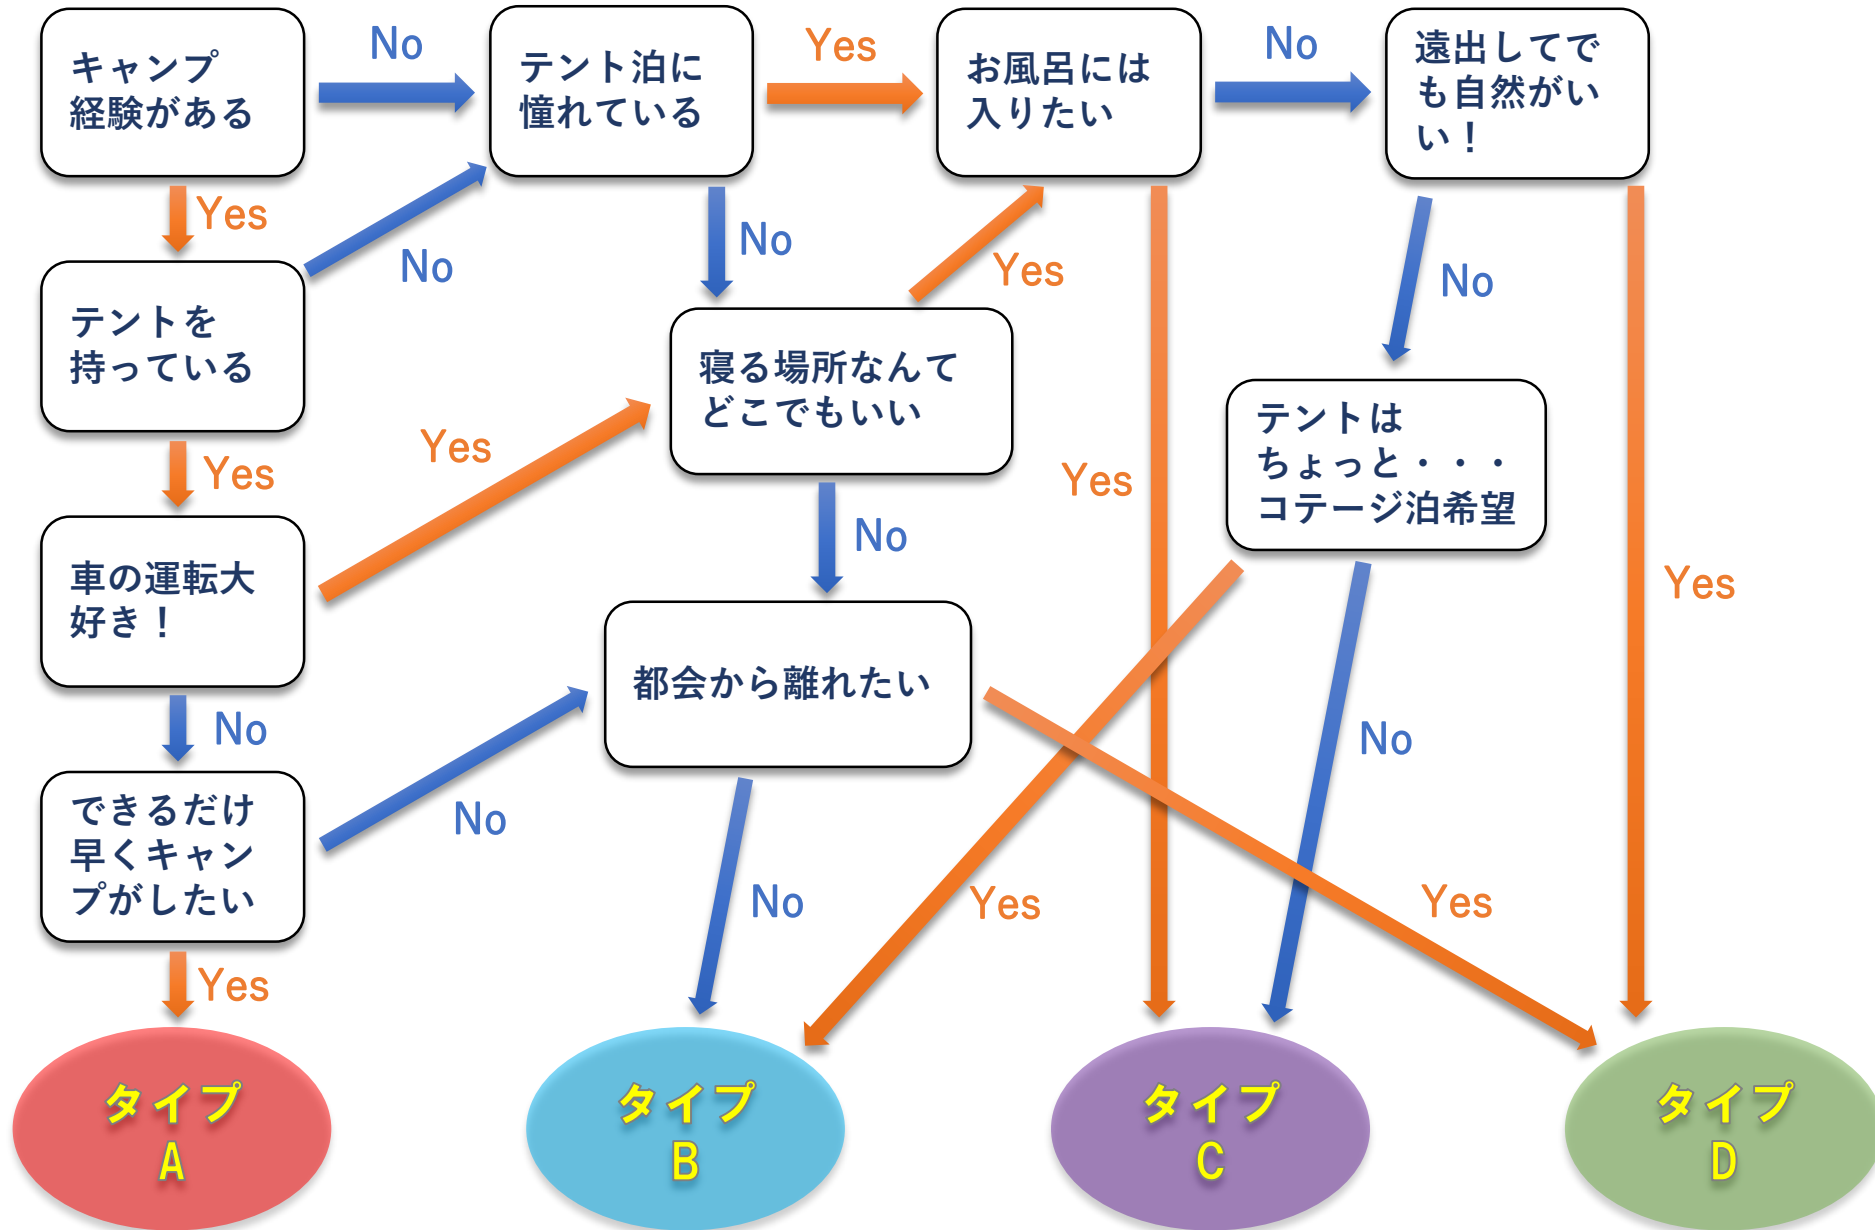 キャンプ
経験がある
No
テント泊に
憧れている
Yes
お風呂には
入りたい
No
遠出してで
も自然がい
い！
Yes
No
No
Yes
No
テントを
持っている
寝る場所なんて
どこでもいい
テントは
ちょっと・・・
コテージ泊希望
Yes
Yes
Yes
No
Yes
車の運転大
好き！
都会から離れたい
No
No
できるだけ
早くキャン
プがしたい
No
No
Yes
Yes
Yes
タイプ
A
タイプ
B
タイプ
C
タイプ
D